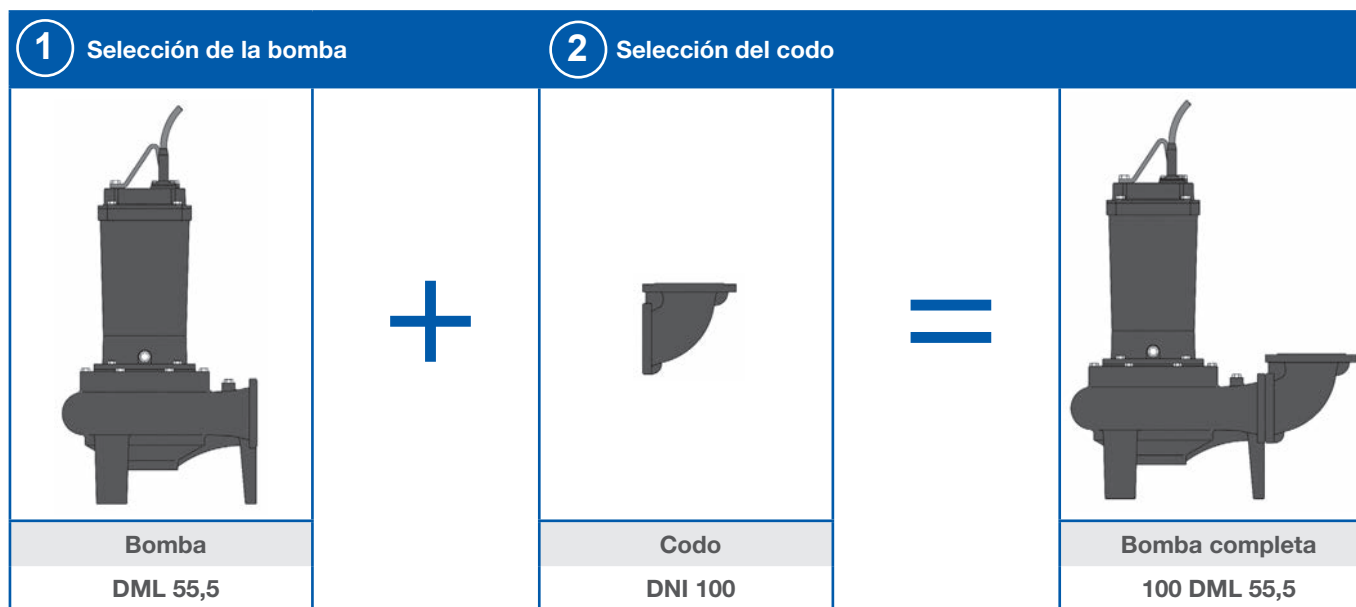 1 Selección de la bomba
2 Selección del codo
+
=
Bomba
Codo
Bomba completa
DML 55,5
DNI 100
100 DML 55,5